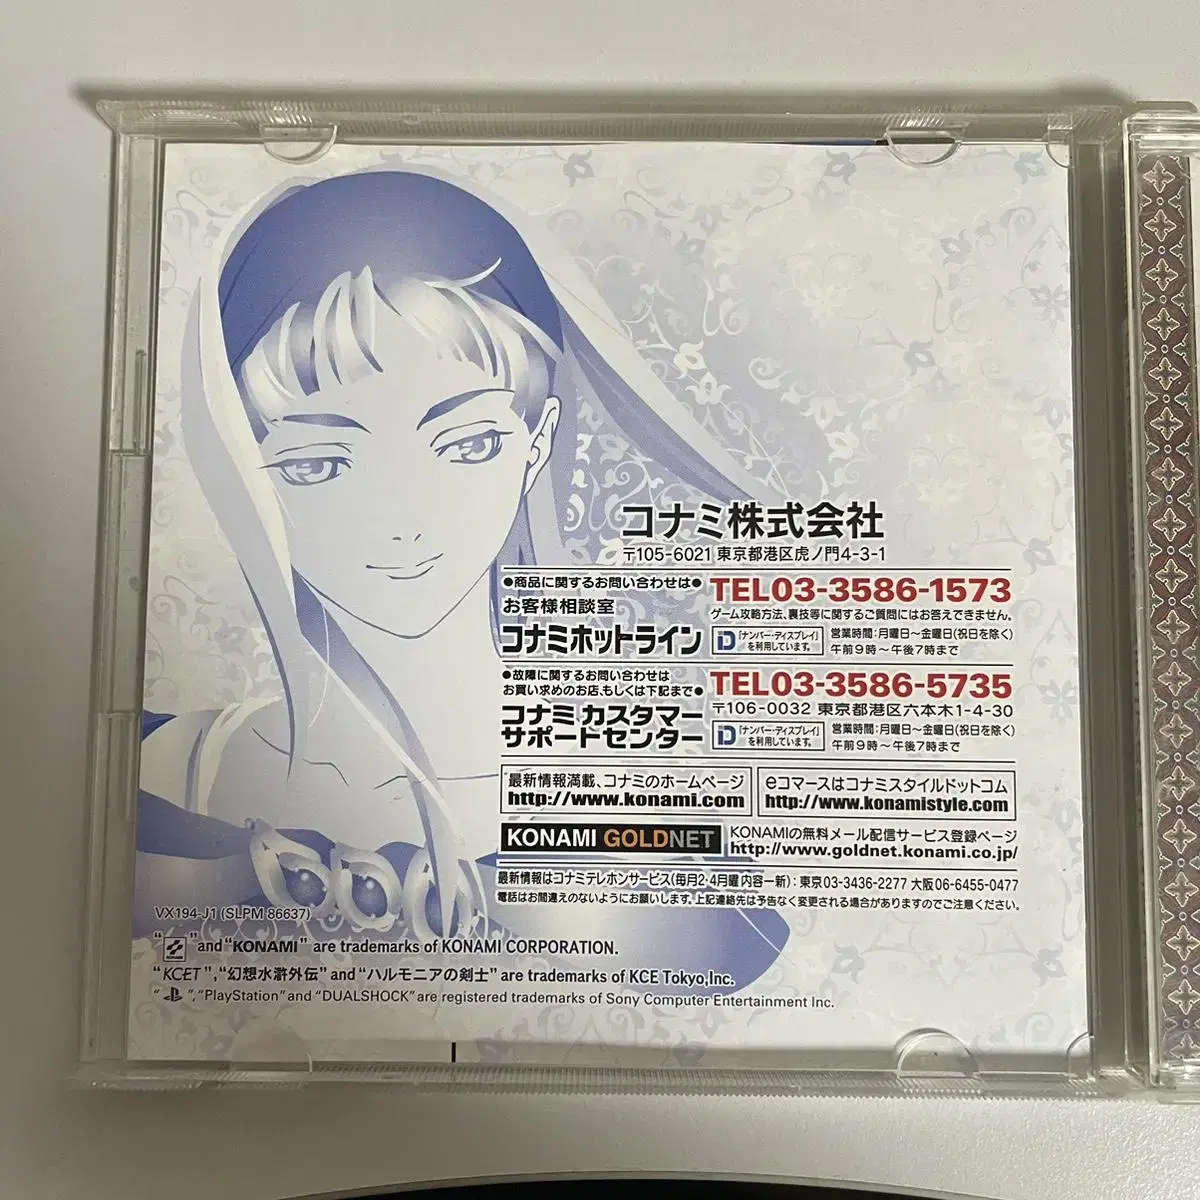 コナミ株式会社
〒105-6021 東京都港区虎ノ門4-3-1
●商品に関するお問い合わせは●
お客様相談室
コナミホットライン
TEL03-3586-1573
ゲーム攻略方法、裏技等に関するご質問にはお答えできません。
「ナンバー・ディスプレイ」
を利用しています。
営業時間:月曜日～金曜日(祝日を除く)
午前9時～午後7時まで
●故障に関するお問い合わせは
お買い求めのお店、もしくは下記まで●
コナミ カスタマー
サポートセンター
TEL03-3586-5735
〒106-0032 東京都港区六本木1-4-30
「ナンバー・ディスプレイ」
を利用しています。
営業時間:月曜日～金曜日(祝日を除く)
午前9時～午後7時まで
最新情報満載、コナミのホームページ
http://www.konami.com
eコマースはコナミスタイルドットコム
http://www.konamistyle.com
KONAMI GOLDNET
KONAMIの無料メール配信サービス登録ページ
http://www.goldnet.konami.co.jp/
最新情報はコナミテレホンサービス(毎月2・4月曜 内容一新):東京03-3436-2277 大阪06-6455-0477
電話はお間違えのないようにお願いします。上記連絡先は予告なく変更される場合がありますのでご注意ください。
VX194-J1 (SLPM 86637)
“KONAMI” and “KONAMI” are trademarks of KONAMI CORPORATION.
“KCET”, “幻想水滸外伝” and “ハルモニアの剣士” are trademarks of KCE Tokyo,Inc.
“ ”, “PlayStation” and “DUALSHOCK” are registered trademarks of Sony Computer Entertainment Inc.